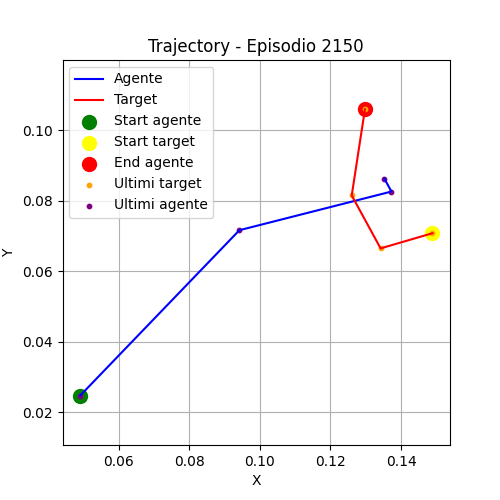 Trajectory - Episodio 2150
Agente
Target
Start agente
Start target
End agente
Ultimi target
Ultimi agente
Y
0.10
0.08
0.06
0.04
0.02
0.06
0.08
0.10
0.12
0.14
X